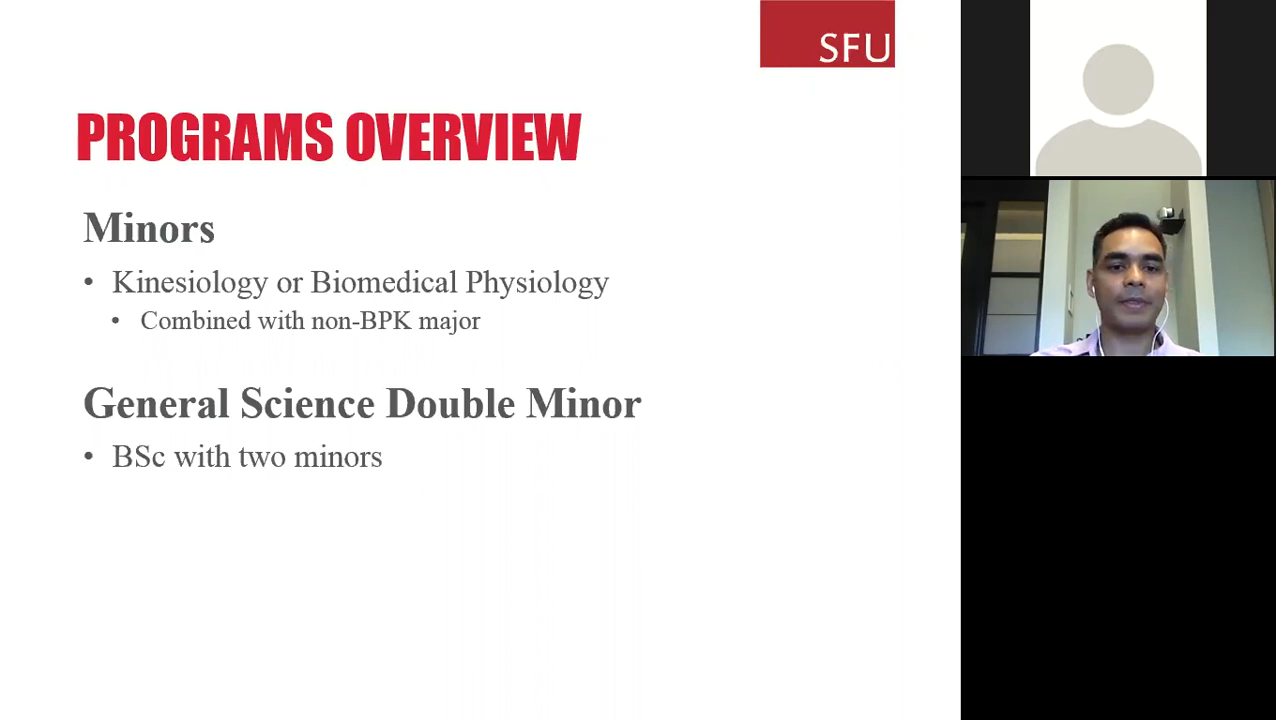 SFU
PROGRAMS OVERVIEW
Minors
• Kinesiology or Biomedical Physiology
• Combined with non-BPK major
General Science Double Minor
• BSc with two minors